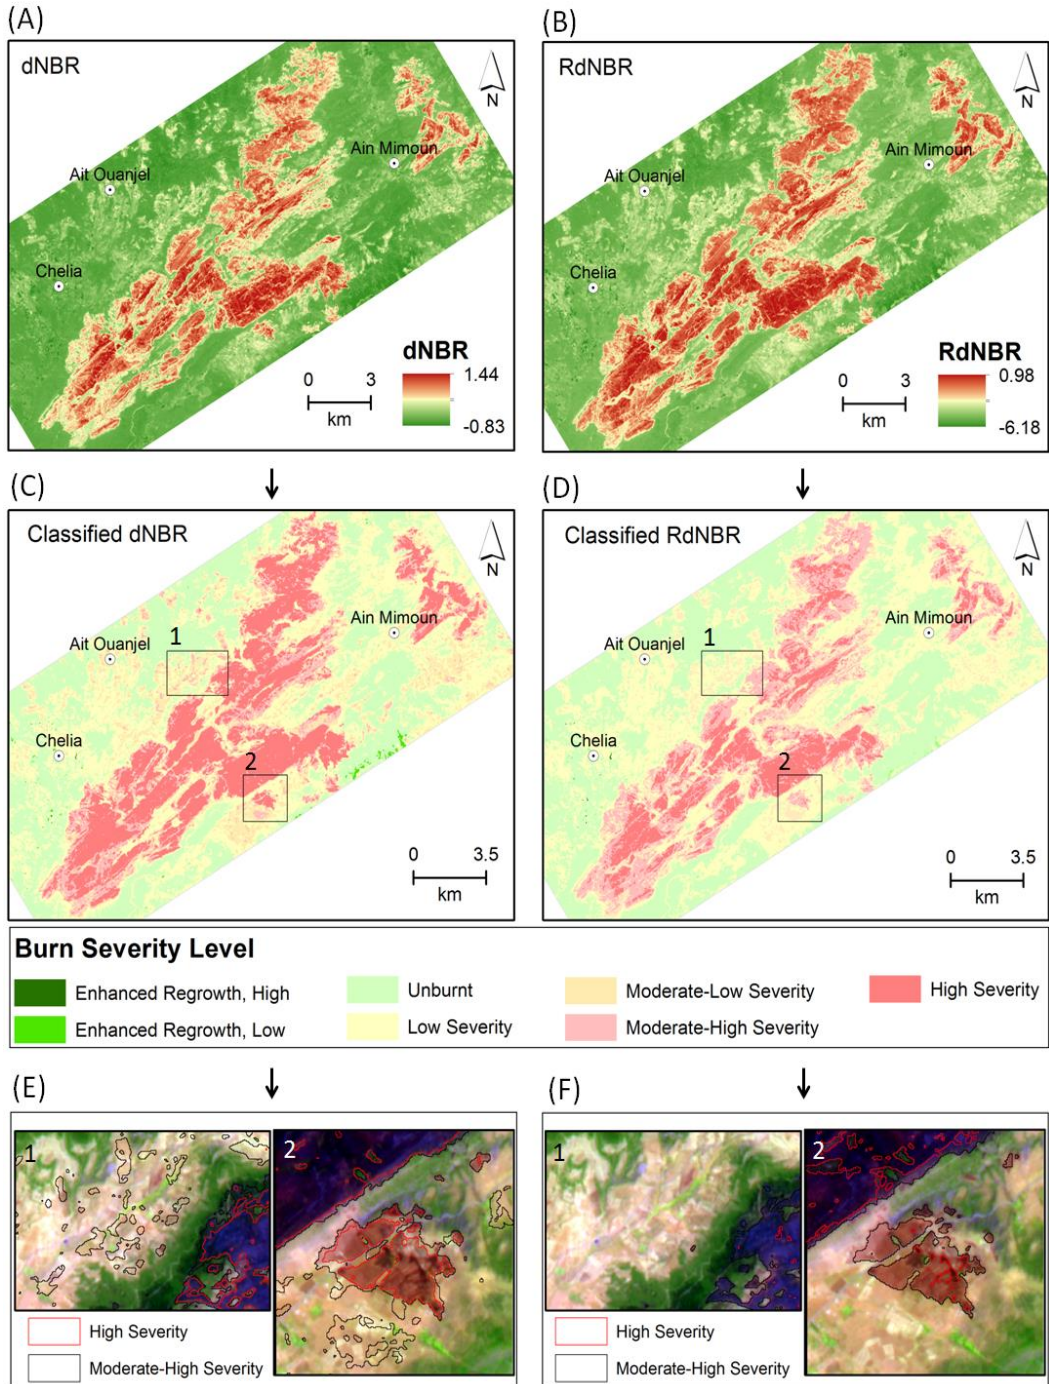 (A)
(B)
dNBR
N
Ain Mimoun
Ait Ouanjel
Chelia
dNBR
0 3
km
1.44
-0.83
RdNBR
N
Ain Mimoun
Ait Ouanjel
Chelia
RdNBR
0 3
km
0.98
-6.18
(C)
(D)
Classified dNBR
N
Ain Mimoun
Ait Ouanjel
1
Chelia
2
0 3.5
km
Classified RdNBR
N
Ain Mimoun
Ait Ouanjel
1
Chelia
2
0 3.5
km
Burn Severity Level
Enhanced Regrowth, High
Unburnt
Moderate-Low Severity
High Severity
Enhanced Regrowth, Low
Low Severity
Moderate-High Severity
(E)
(F)
1
2
High Severity
Moderate-High Severity
1
2
High Severity
Moderate-High Severity